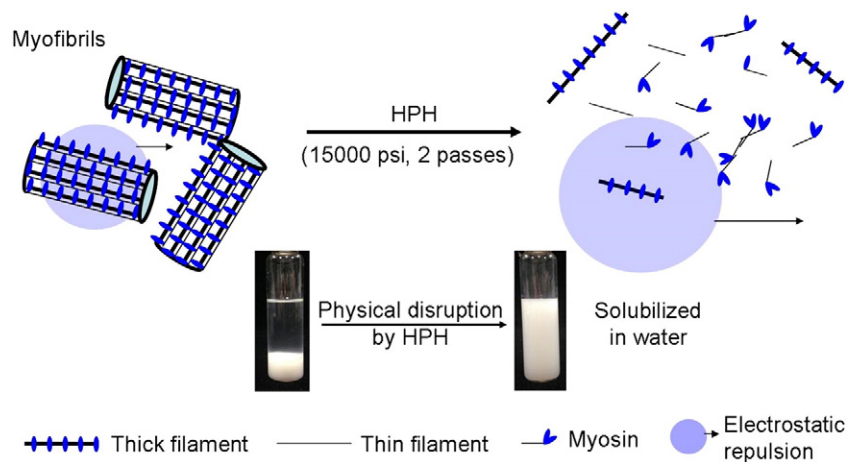 Myofibrils
HPH
(15000 psi, 2 passes)
Physical disruption
by HPH
Solubilized
in water
Thick filament
Thin filament
Myosin
Electrostatic
repulsion